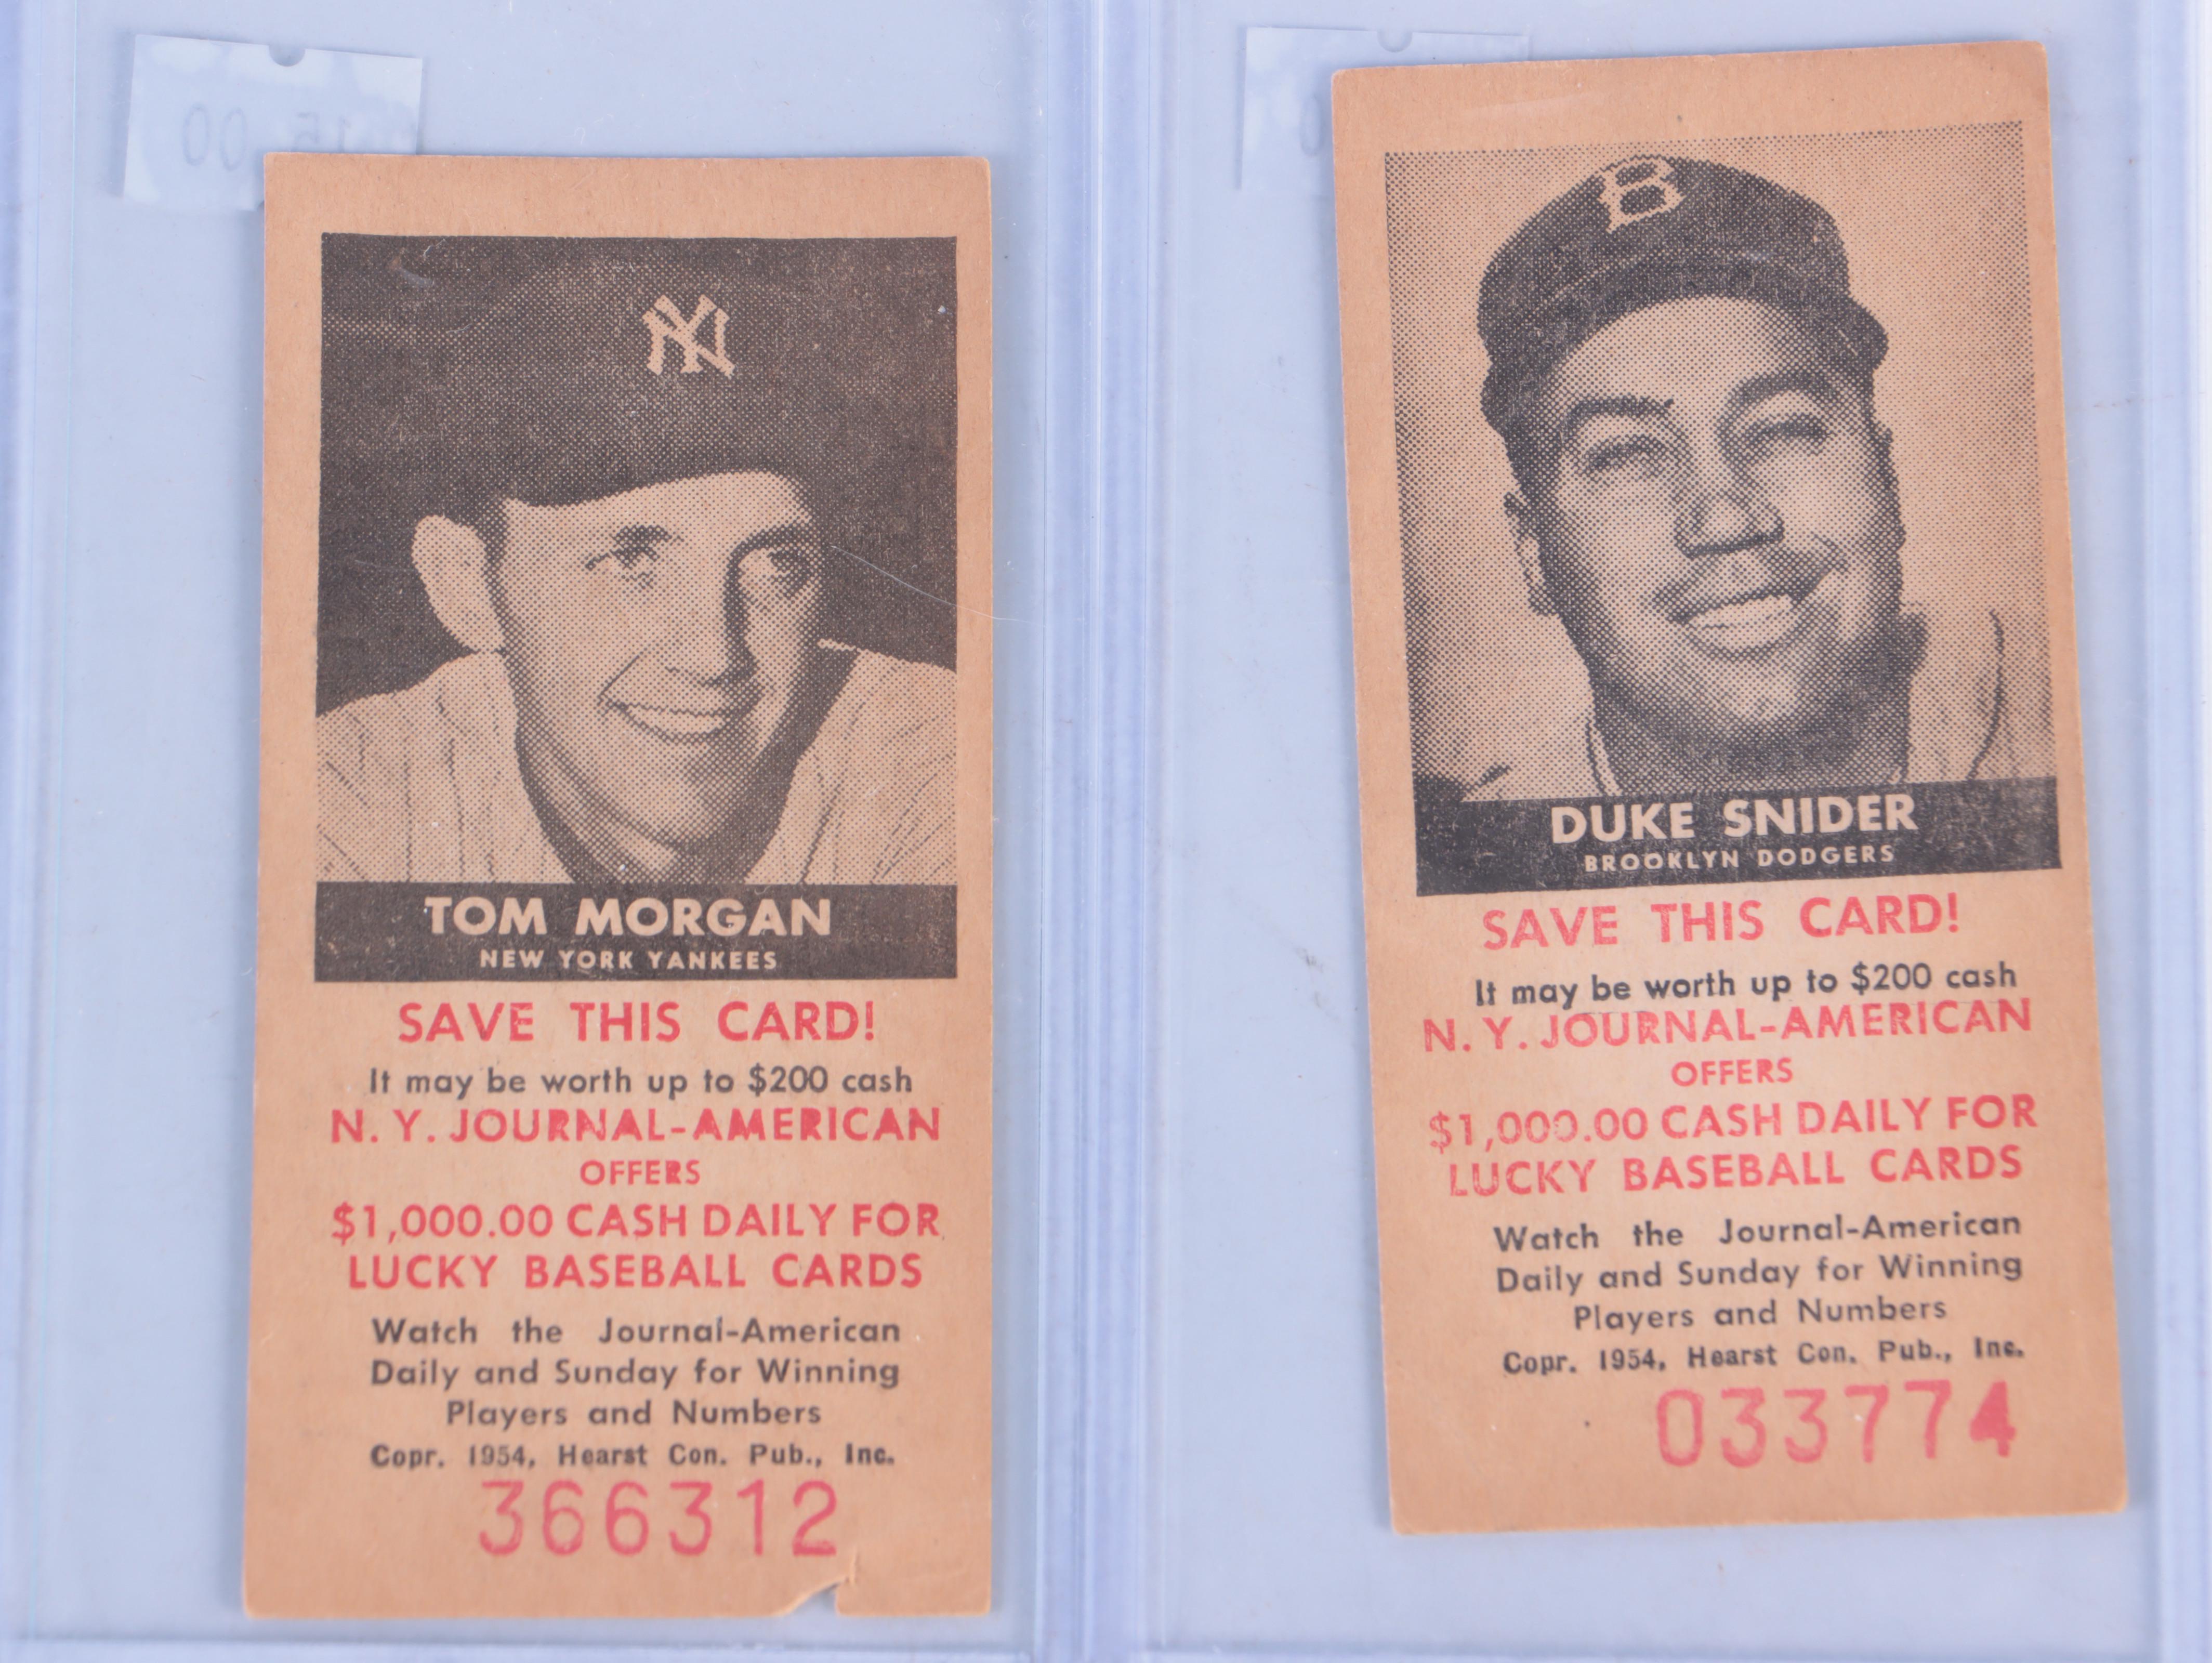 15.00
NY
TOM MORGAN
NEW YORK YANKEES
SAVE THIS CARD!
It may be worth up to $200 cash
N. Y. JOURNAL-AMERICAN
OFFERS
$1,000.00 CASH DAILY FOR
LUCKY BASEBALL CARDS
Watch the Journal-American
Daily and Sunday for Winning
Players and Numbers
Copr. 1954, Hearst Con. Pub., Inc.
366312
B
DUKE SNIDER
BROOKLYN DODGERS
SAVE THIS CARD!
It may be worth up to $200 cash
N. Y. JOURNAL-AMERICAN
OFFERS
$1,000.00 CASH DAILY FOR
LUCKY BASEBALL CARDS
Watch the Journal-American
Daily and Sunday for Winning
Players and Numbers
Copr. 1954, Hearst Con. Pub., Inc.
033774